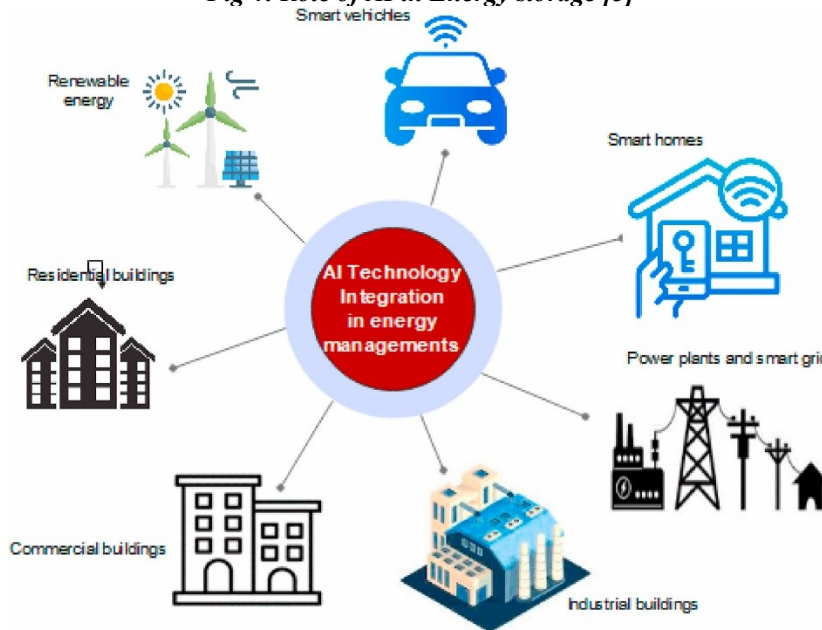 Smart vehichles
Renewable
energy
Smart homes
AI Technology
Integration
in energy
managements
Residential buildings
Power plants and smart grid
Commercial buildings
Industrial buildings